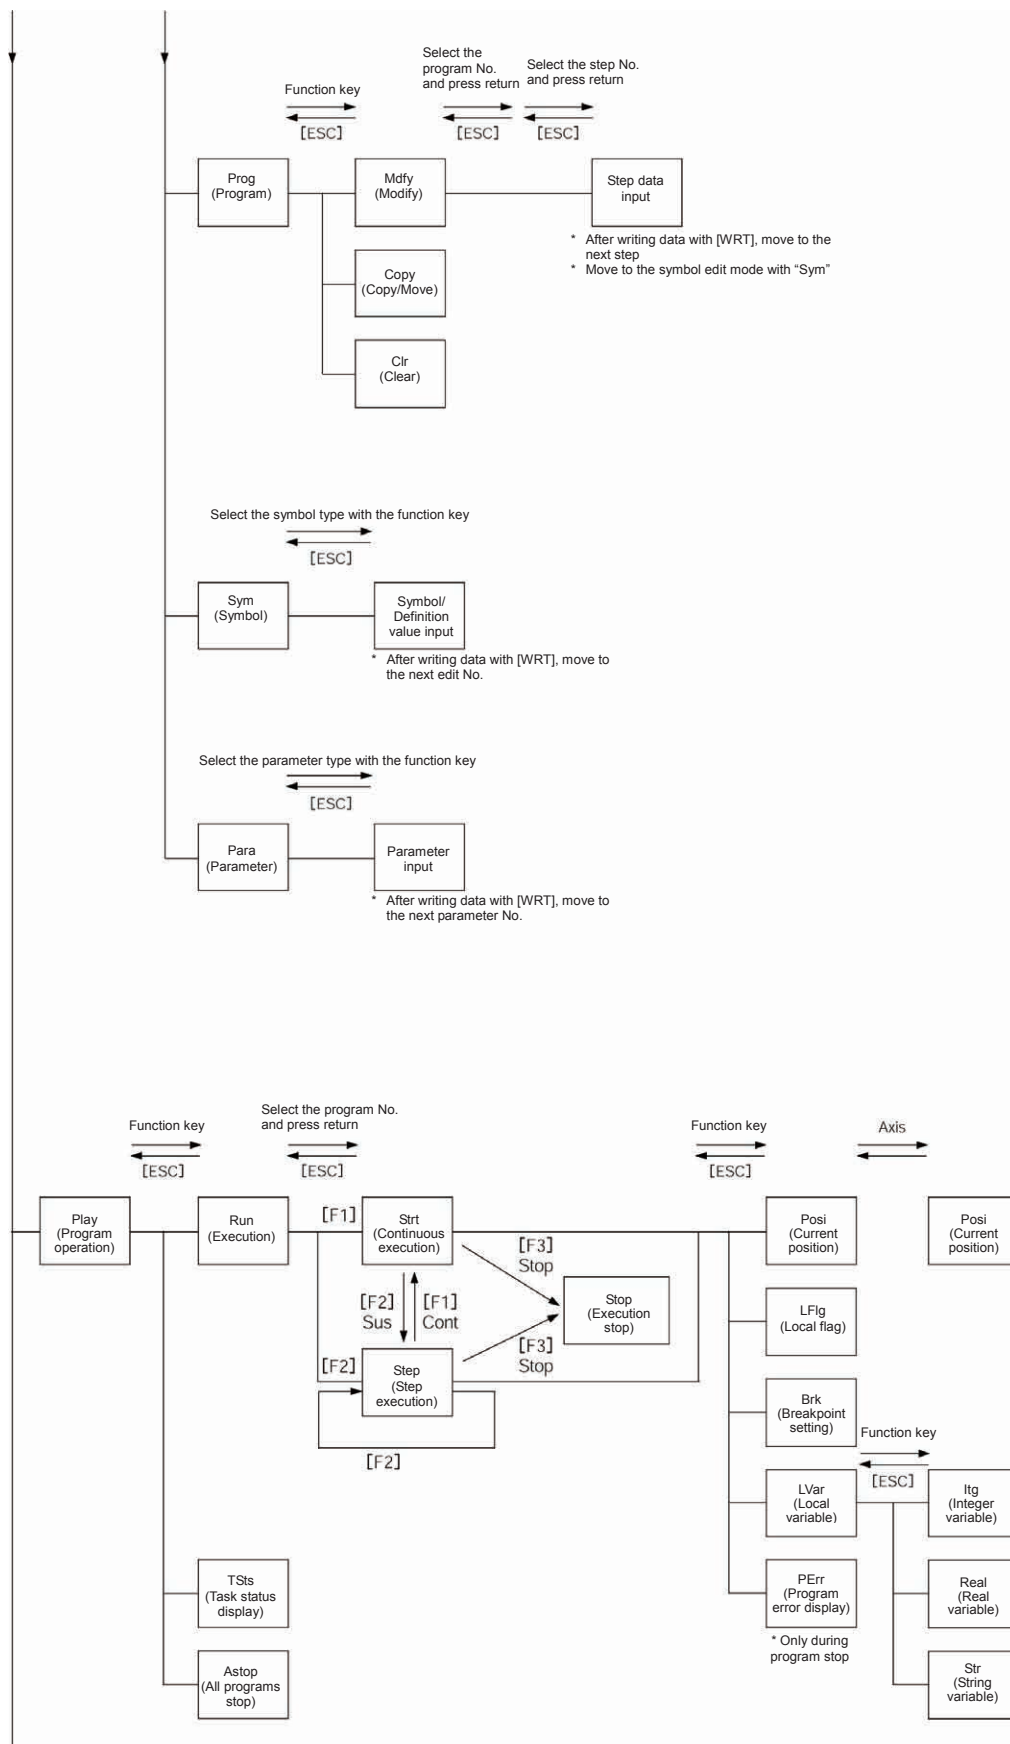 Select the
program No.
and press return
Select the step No.
and press return
Function key
[ESC]
[ESC]
[ESC]
Prog
(Program)
Mdfy
(Modify)
Step data
input
* After writing data with [WRT], move to the
next step
* Move to the symbol edit mode with “Sym”
Copy
(Copy/Move)
Clr
(Clear)
Select the symbol type with the function key
[ESC]
Sym
(Symbol)
Symbol/
Definition
value input
* After writing data with [WRT], move to
the next edit No.
Select the parameter type with the function key
[ESC]
Para
(Parameter)
Parameter
input
* After writing data with [WRT], move to
the next parameter No.
Function key
[ESC]
Select the program No.
and press return
[ESC]
Function key
[ESC]
Axis
Play
(Program
operation)
Run
(Execution)
[F1]
Strt
(Continuous
execution)
[F3]
Stop
Posi
(Current
position)
Posi
(Current
position)
[F2]
Sus
[F1]
Cont
Stop
(Execution
stop)
LFlg
(Local flag)
[F2]
Step
(Step
execution)
[F3]
Stop
[F2]
Brk
(Breakpoint
setting)
Function key
[ESC]
LVar
(Local
variable)
Itg
(Integer
variable)
TSts
(Task status
display)
PErr
(Program
error display)
* Only during
program stop
Real
(Real
variable)
Astop
(All programs
stop)
Str
(String
variable)